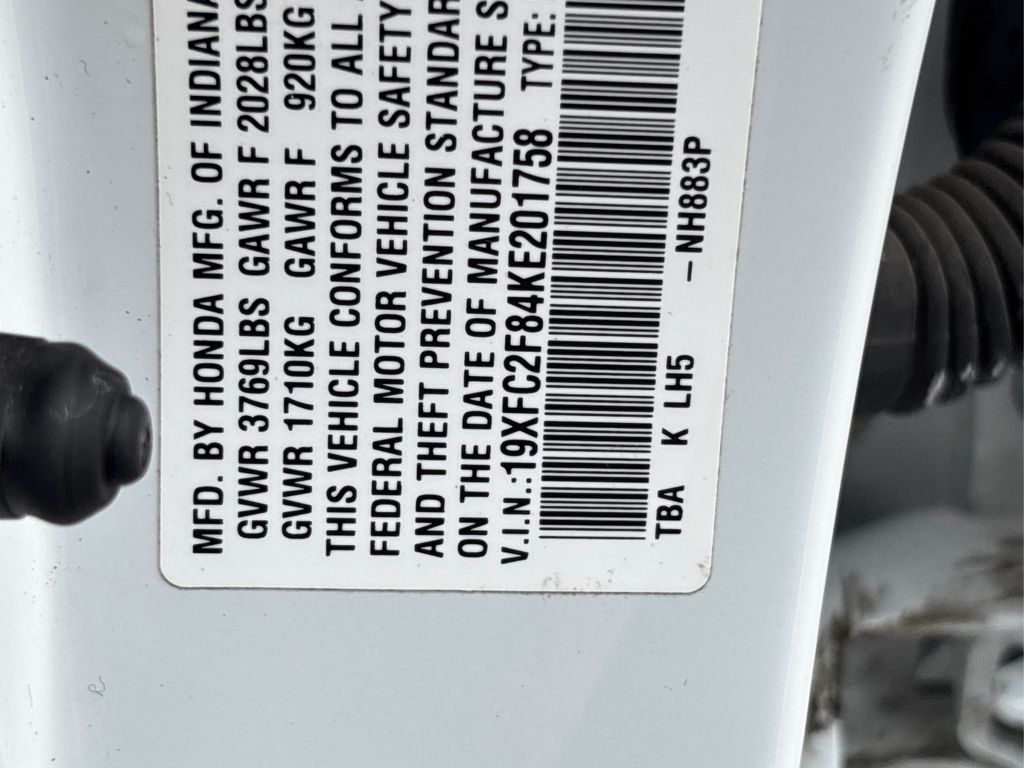 MFD. BY HONDA MFG. OF INDIANA
GVWR 3769LBS GAWR F 2028LBS
GVWR 1710KG GAWR F 920KG
THIS VEHICLE CONFORMS TO ALL
FEDERAL MOTOR VEHICLE SAFETY
AND THEFT PREVENTION STANDAR
ON THE DATE OF MANUFACTURE S
V.I.N.:19XFC2F84KE201758 TYPE:
TBA K LH5 –NH883P